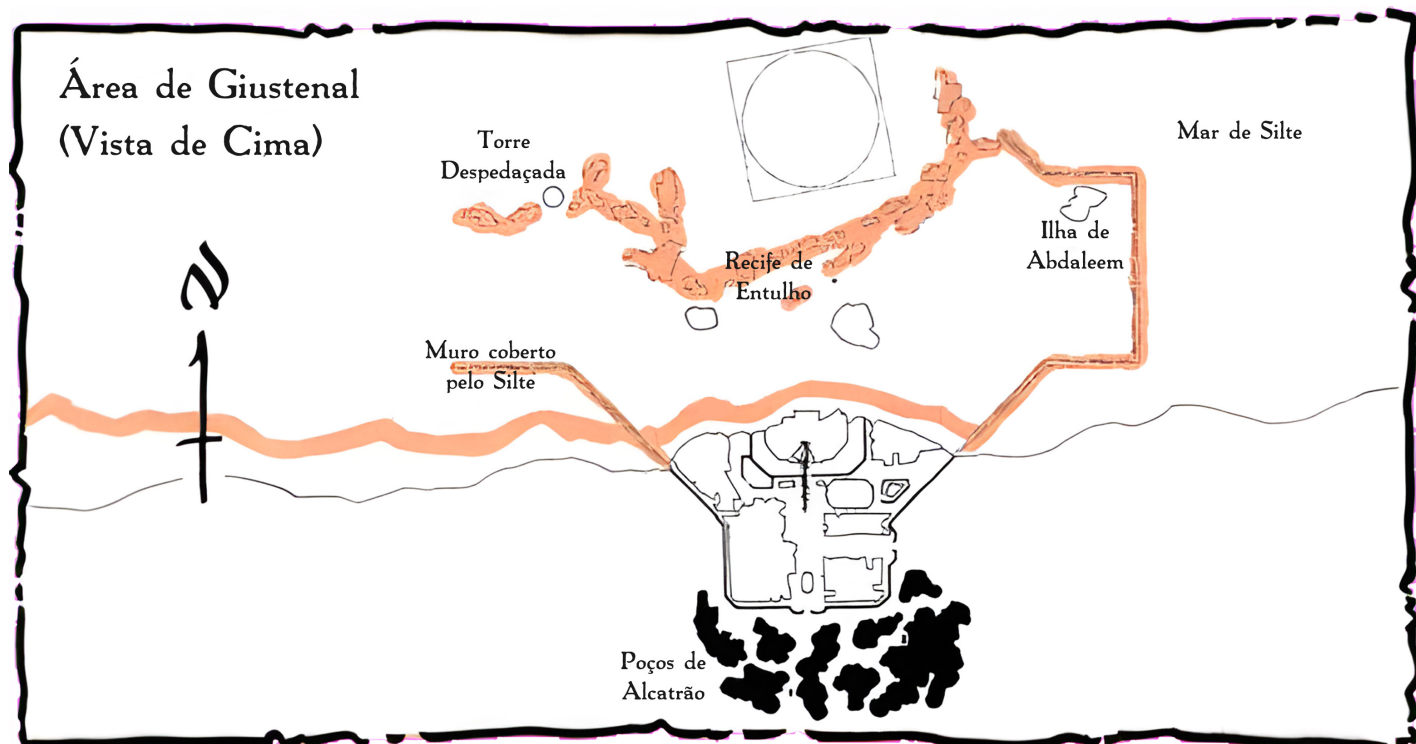 Área de Giustenal
(Vista de Cima)
Torre
Despedaçada
Mar de Silte
Ilha de
Abdaleem
Recife de
Entulho
N
Muro coberto
pelo Silte
Poços de
Alcatrão